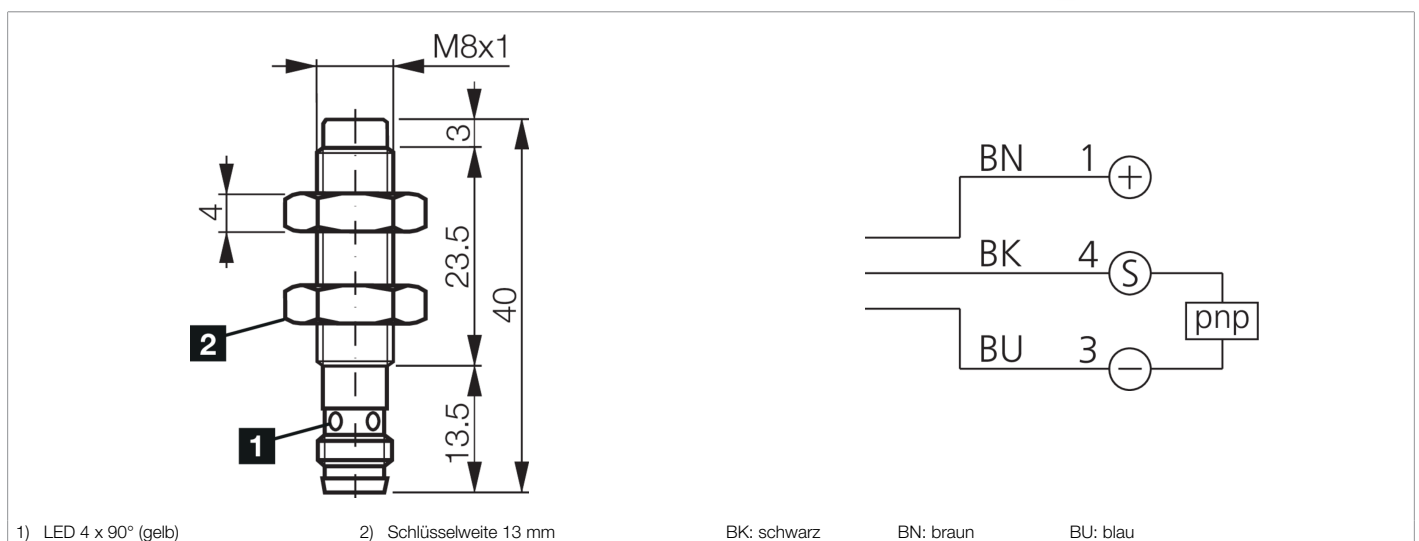 M8x1
3
4
23.5
40
2
1
13.5
BN 1 +
BK 4 S
pnp
BU 3 −
1) LED 4 x 90° (gelb)
2) Schlüsselweite 13 mm
BK: schwarz
BN: braun
BU: blau